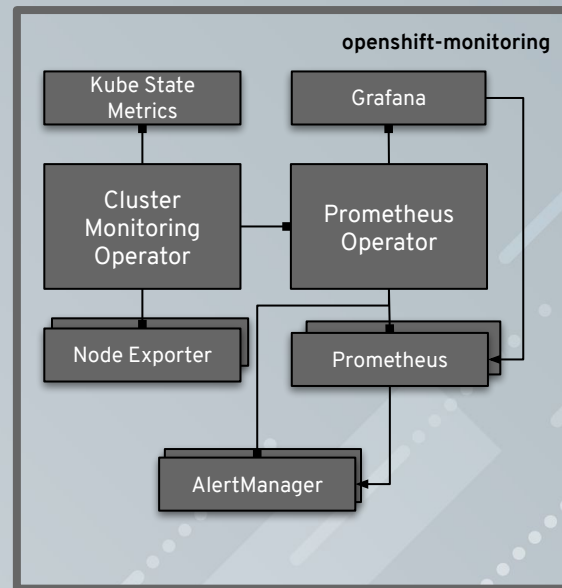 openshift-monitoring
Kube State
Metrics
Grafana
Cluster
Monitoring
Operator
Prometheus
Operator
Node Exporter
Prometheus
AlertManager